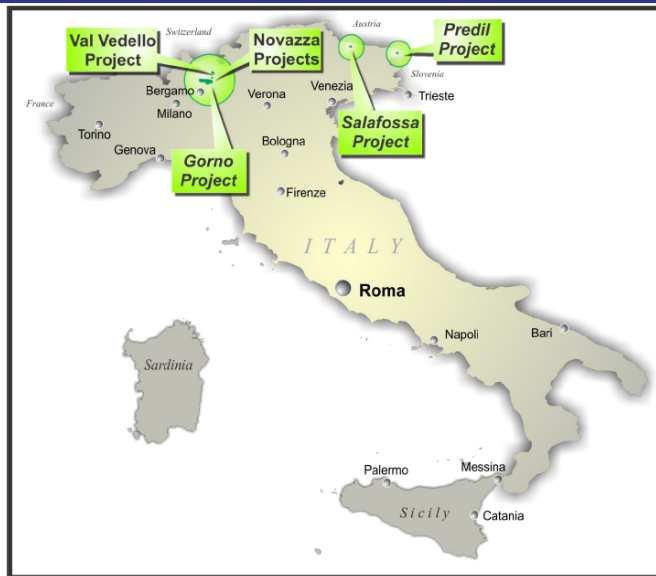 Swizerland
Austria
Val Vedello
Project
Novazza
Projects
Predil
Project
Slovenia
France
Bergamo
Milano
Verona
Venezia
Trieste
Torino
Salafossa
Project
Genova
Bologna
Gorno
Project
Firenze
ITALY
Roma
Napoli
Bari
Sardinia
Palermo
Messina
Sicily
Catania